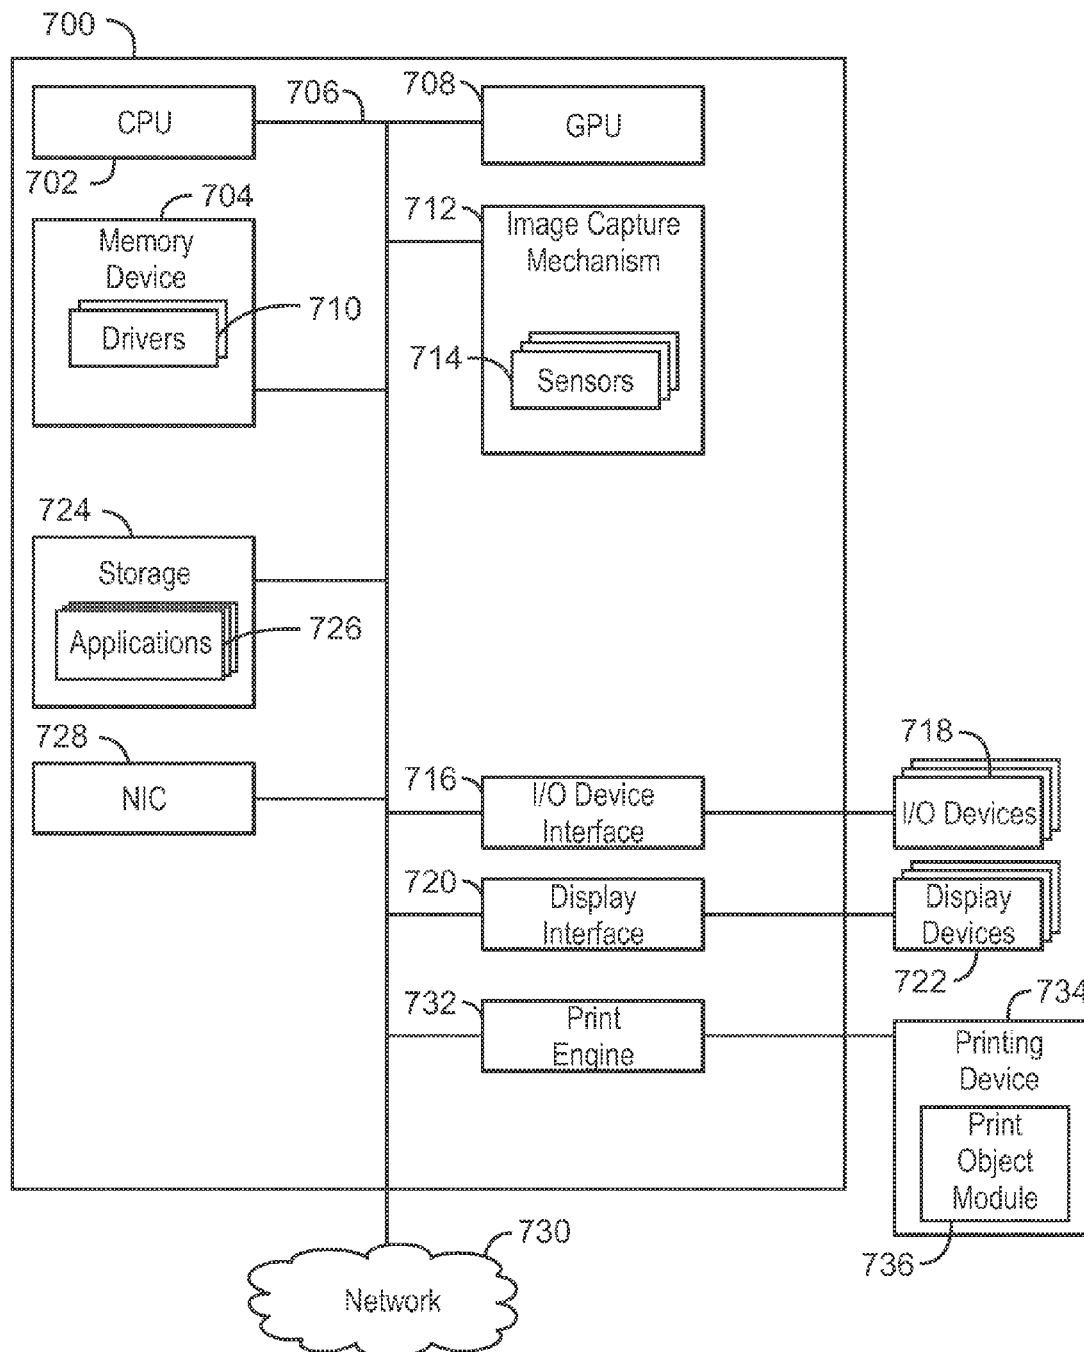 700
CPU
702
706
708
GPU
704
Memory
Device
Drivers
710
712
Image Capture
Mechanism
714
Sensors
724
Storage
Applications
726
728
NIC
716
I/O Device
Interface
718
I/O Devices
720
Display
Interface
Display
Devices
722
732
Print
Engine
734
Printing
Device
Print
Object
Module
736
730
Network